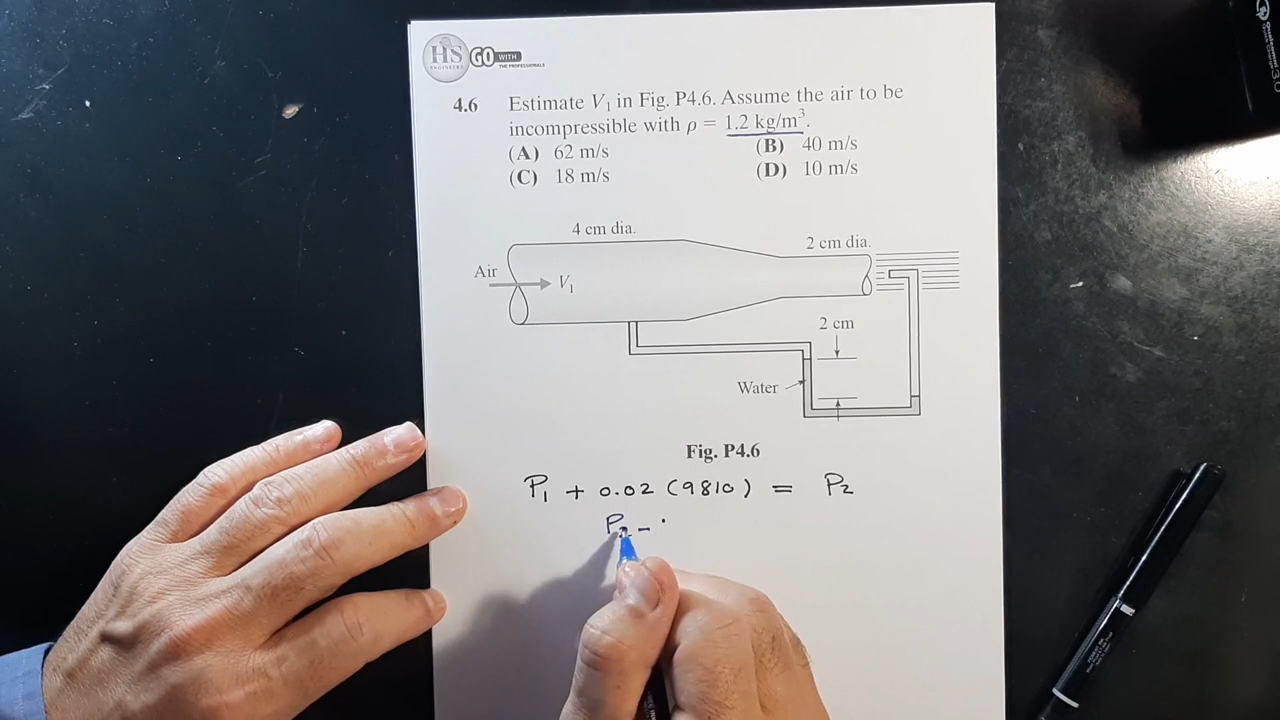 HS
ENGINEERS
GO WITH
THE PROFESSIONALS
4.6 Estimate V₁ in Fig. P4.6. Assume the air to be
incompressible with ρ = 1.2 kg/m³.
(A) 62 m/s (B) 40 m/s
(C) 18 m/s (D) 10 m/s
4 cm dia.
2 cm dia.
Air
V₁
2 cm
Water
Fig. P4.6
P₁ + 0.02 (9810) = P₂
P₂ -